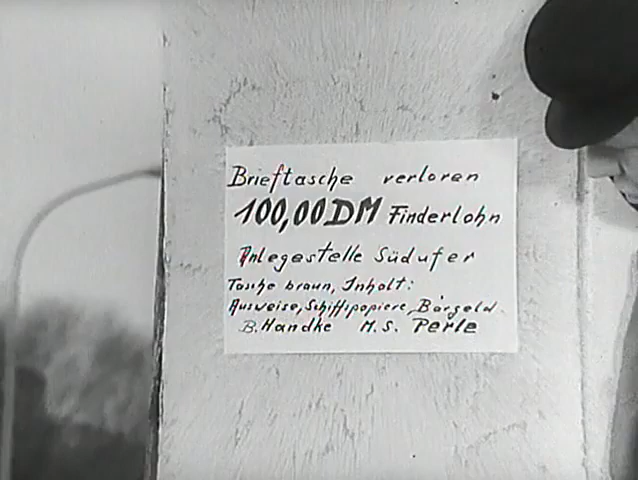 Brieftasche verloren
100,00DM Finderlohn
Anlegestelle Südufer
Tasche braun, Inhalt:
Ausweise, Schiffspapiere, Bargeld
B. Handke M.S. Perle